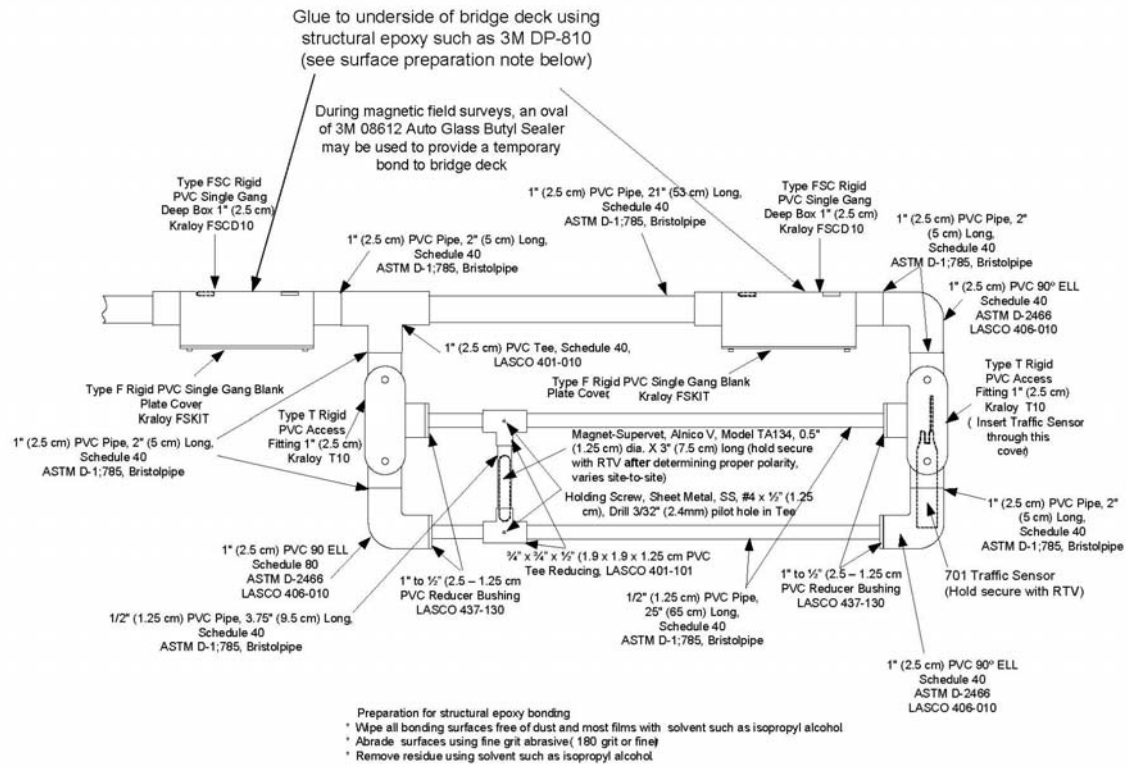 Glue to underside of bridge deck using
structural epoxy such as 3M DP-810
(see surface preparation note below)
During magnetic field surveys, an oval
of 3M 08612 Auto Glass Butyl Sealer
may be used to provide a temporary
bond to bridge deck
Type FSC Rigid
PVC Single Gang
Deep Box 1" (2.5 cm)
Kraloy FSCD10
1" (2.5 cm) PVC Pipe, 2" (5 cm) Long,
Schedule 40
ASTM D-1;785, Bristolpipe
1" (2.5 cm) PVC Pipe, 21" (53 cm) Long,
Schedule 40
ASTM D-1;785, Bristolpipe
Type FSC Rigid
PVC Single Gang
Deep Box 1" (2.5 cm)
Kraloy FSCD10
1" (2.5 cm) PVC Pipe, 2"
(5 cm) Long,
Schedule 40
ASTM D-1;785, Bristolpipe
1" (2.5 cm) PVC 90º ELL
Schedule 40
ASTM D-2466
LASCO 406-010
1" (2.5 cm) PVC Tee, Schedule 40,
LASCO 401-010
Type F Rigid PVC Single Gang Blank
Plate Cover
Kraloy FSKIT
Type F Rigid PVC Single Gang Blank
Plate Cover
Kraloy FSKIT
Type T Rigid
PVC Access
Fitting 1" (2.5 cm)
Kraloy T10
( Insert Traffic Sensor
through this
cover)
Type T Rigid
PVC Access
Fitting 1" (2.5 cm)
Kraloy T10
1" (2.5 cm) PVC Pipe, 2" (5 cm) Long,
Schedule 40
ASTM D-1;785, Bristolpipe
Magnet-Supervet, Alnico V, Model TA134, 0.5"
(1.25 cm) dia. X 3" (7.5 cm) long (hold secure
with RTV after determining proper polarity,
varies site-to-site)
Holding Screw, Sheet Metal, SS, #4 x ½" (1.25
cm), Drill 3/32" (2.4mm) pilot hole in Tee
1" (2.5 cm) PVC Pipe, 2"
(5 cm) Long,
Schedule 40
ASTM D-1;785, Bristolpipe
1" (2.5 cm) PVC 90 ELL
Schedule 80
ASTM D-2466
LASCO 406-010
¾" x ¾" x ½" (1.9 x 1.9 x 1.25 cm PVC
Tee Reducing, LASCO 401-101
1" to ½" (2.5 – 1.25 cm
PVC Reducer Bushing
LASCO 437-130
1/2" (1.25 cm) PVC Pipe,
25" (65 cm) Long,
Schedule 40
ASTM D-1;785, Bristolpipe
1" to ½" (2.5 – 1.25 cm
PVC Reducer Bushing
LASCO 437-130
701 Traffic Sensor
(Hold secure with RTV)
1/2" (1.25 cm) PVC Pipe, 3.75" (9.5 cm) Long,
Schedule 40
ASTM D-1;785, Bristolpipe
1" (2.5 cm) PVC 90º ELL
Schedule 40
ASTM D-2466
LASCO 406-010
Preparation for structural epoxy bonding
* Wipe all bonding surfaces free of dust and most films with solvent such as isopropyl alcohol
* Abrade surfaces using fine grit abrasive( 180 grit or finer)
* Remove residue using solvent such as isopropyl alcohol